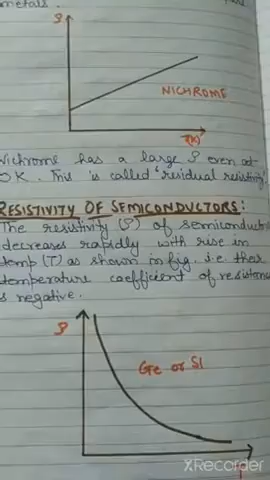 metals.
ρ
NICHROME
T(K)
Nichrome has a large ρ even at
0 K. This is called 'residual resistivity'
RESISTIVITY OF SEMICONDUCTORS:
The resistivity (ρ) of semiconductors
decreases rapidly with rise in
temp (T) as shown in fig. i.e. their
temperature coefficient of resistance
is negative.
ρ
Ge or Si
T
XRecorder